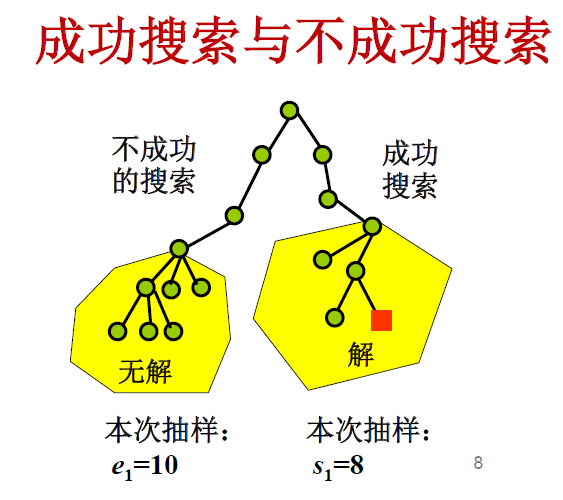 成功搜索与不成功搜索
不成功
的搜索
成功
搜索
无解
解
本次抽样：
e₁=10
本次抽样：
s₁=8
8